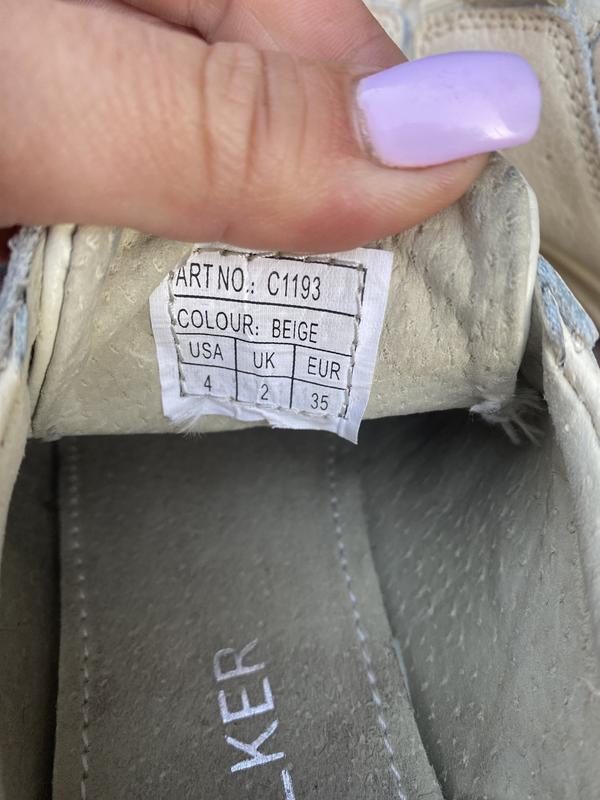 ART NO.: C1193
COLOUR: BEIGE
USA UK EUR
4 2 35
KER